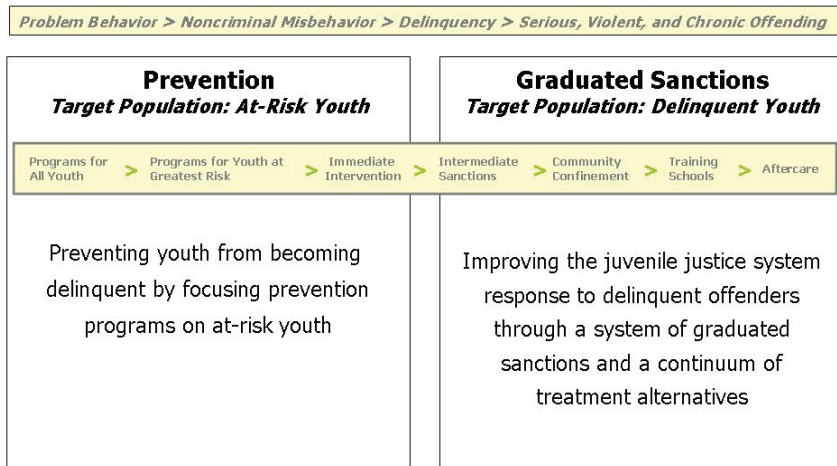 Problem Behavior > Noncriminal Misbehavior > Delinquency > Serious, Violent, and Chronic Offending
Prevention
Target Population: At-Risk Youth
Graduated Sanctions
Target Population: Delinquent Youth
Programs for
All Youth
>
Programs for Youth at
Greatest Risk
>
Immediate
Intervention
>
Intermediate
Sanctions
>
Community
Confinement
>
Training
Schools
>
Aftercare
Preventing youth from becoming
delinquent by focusing prevention
programs on at-risk youth
Improving the juvenile justice system
response to delinquent offenders
through a system of graduated
sanctions and a continuum of
treatment alternatives